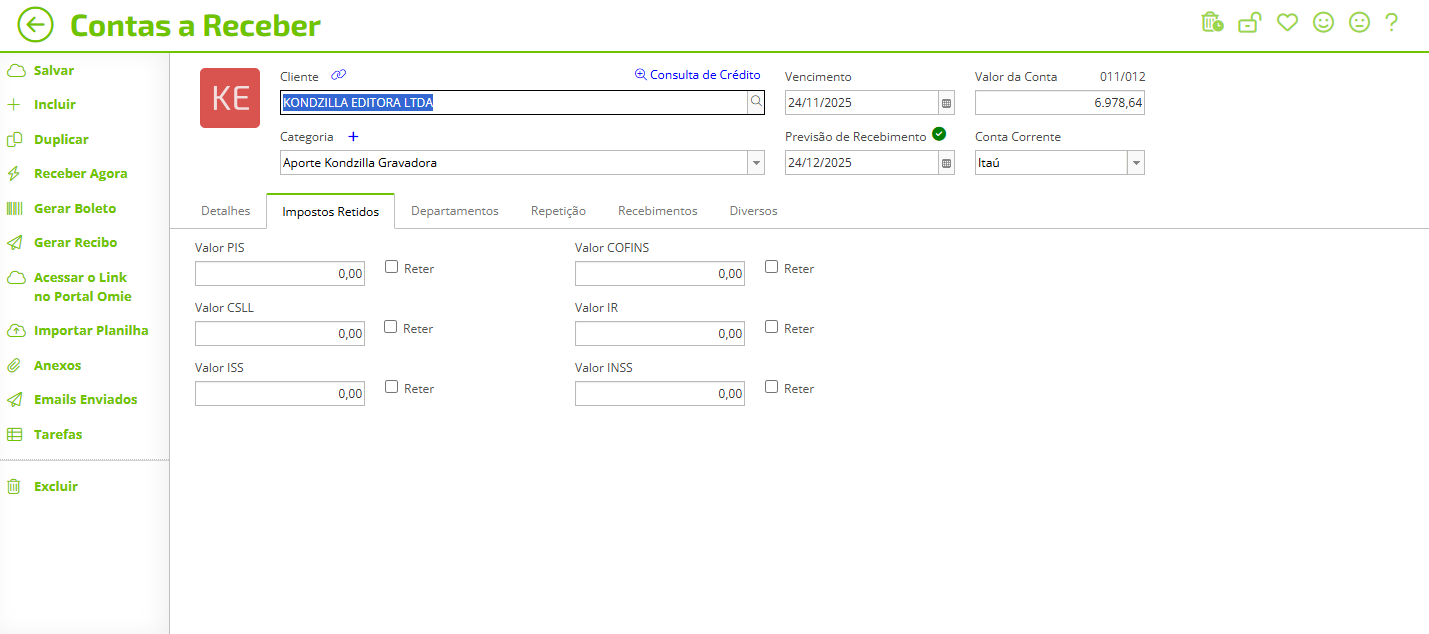 Contas a Receber
?
Salvar
Incluir
Duplicar
Receber Agora
Gerar Boleto
Gerar Recibo
Acessar o Link
no Portal Omie
Importar Planilha
Anexos
Emails Enviados
Tarefas
Excluir
KE
Cliente Consulta de Crédito Vencimento Valor da Conta 011/012
KONDZILLA EDITORA LTDA 24/11/2025 6.978,64
Categoria + Previsão de Recebimento Conta Corrente
Aporte Kondzilla Gravadora 24/12/2025 Itaú
Detalhes Impostos Retidos Departamentos Repetição Recebimentos Diversos
Valor PIS Valor COFINS
0,00 Reter 0,00 Reter
Valor CSLL Valor IR
0,00 Reter 0,00 Reter
Valor ISS Valor INSS
0,00 Reter 0,00 Reter